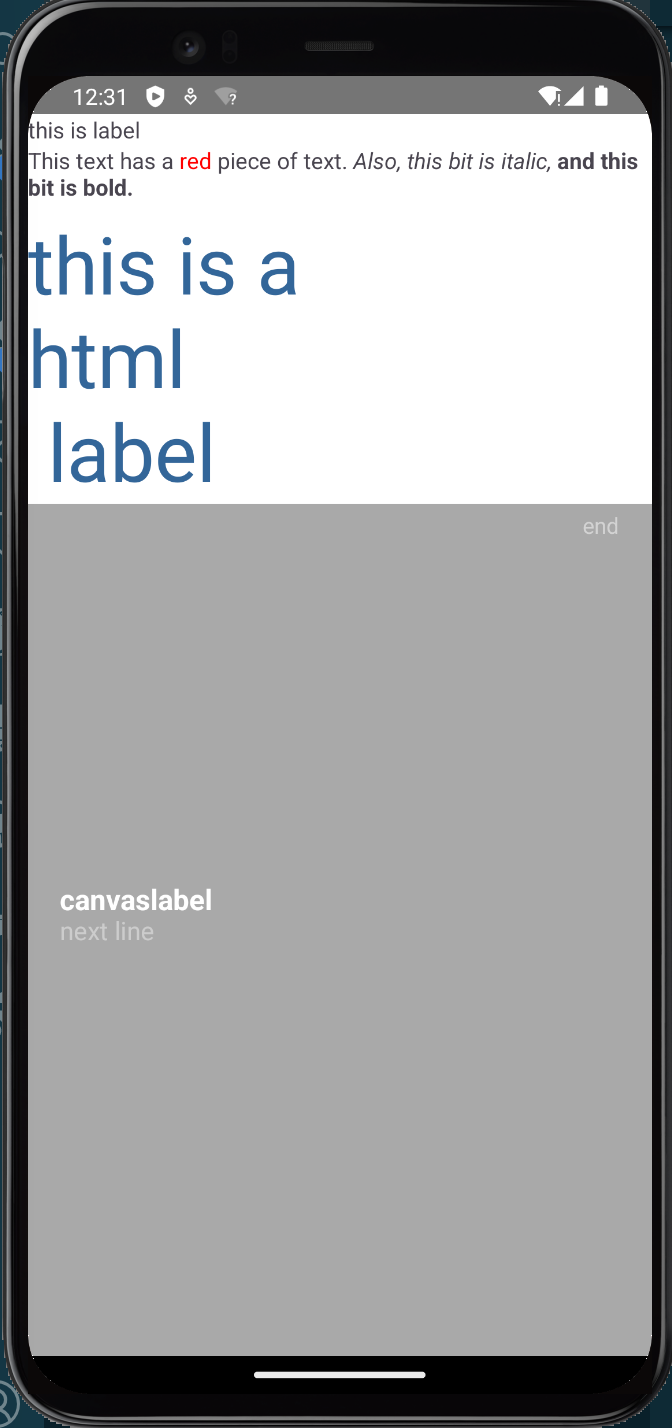 12:31
this is label
This text has a red piece of text. Also, this bit is italic, and this
bit is bold.
this is a
html
label
end
canvaslabel
next line